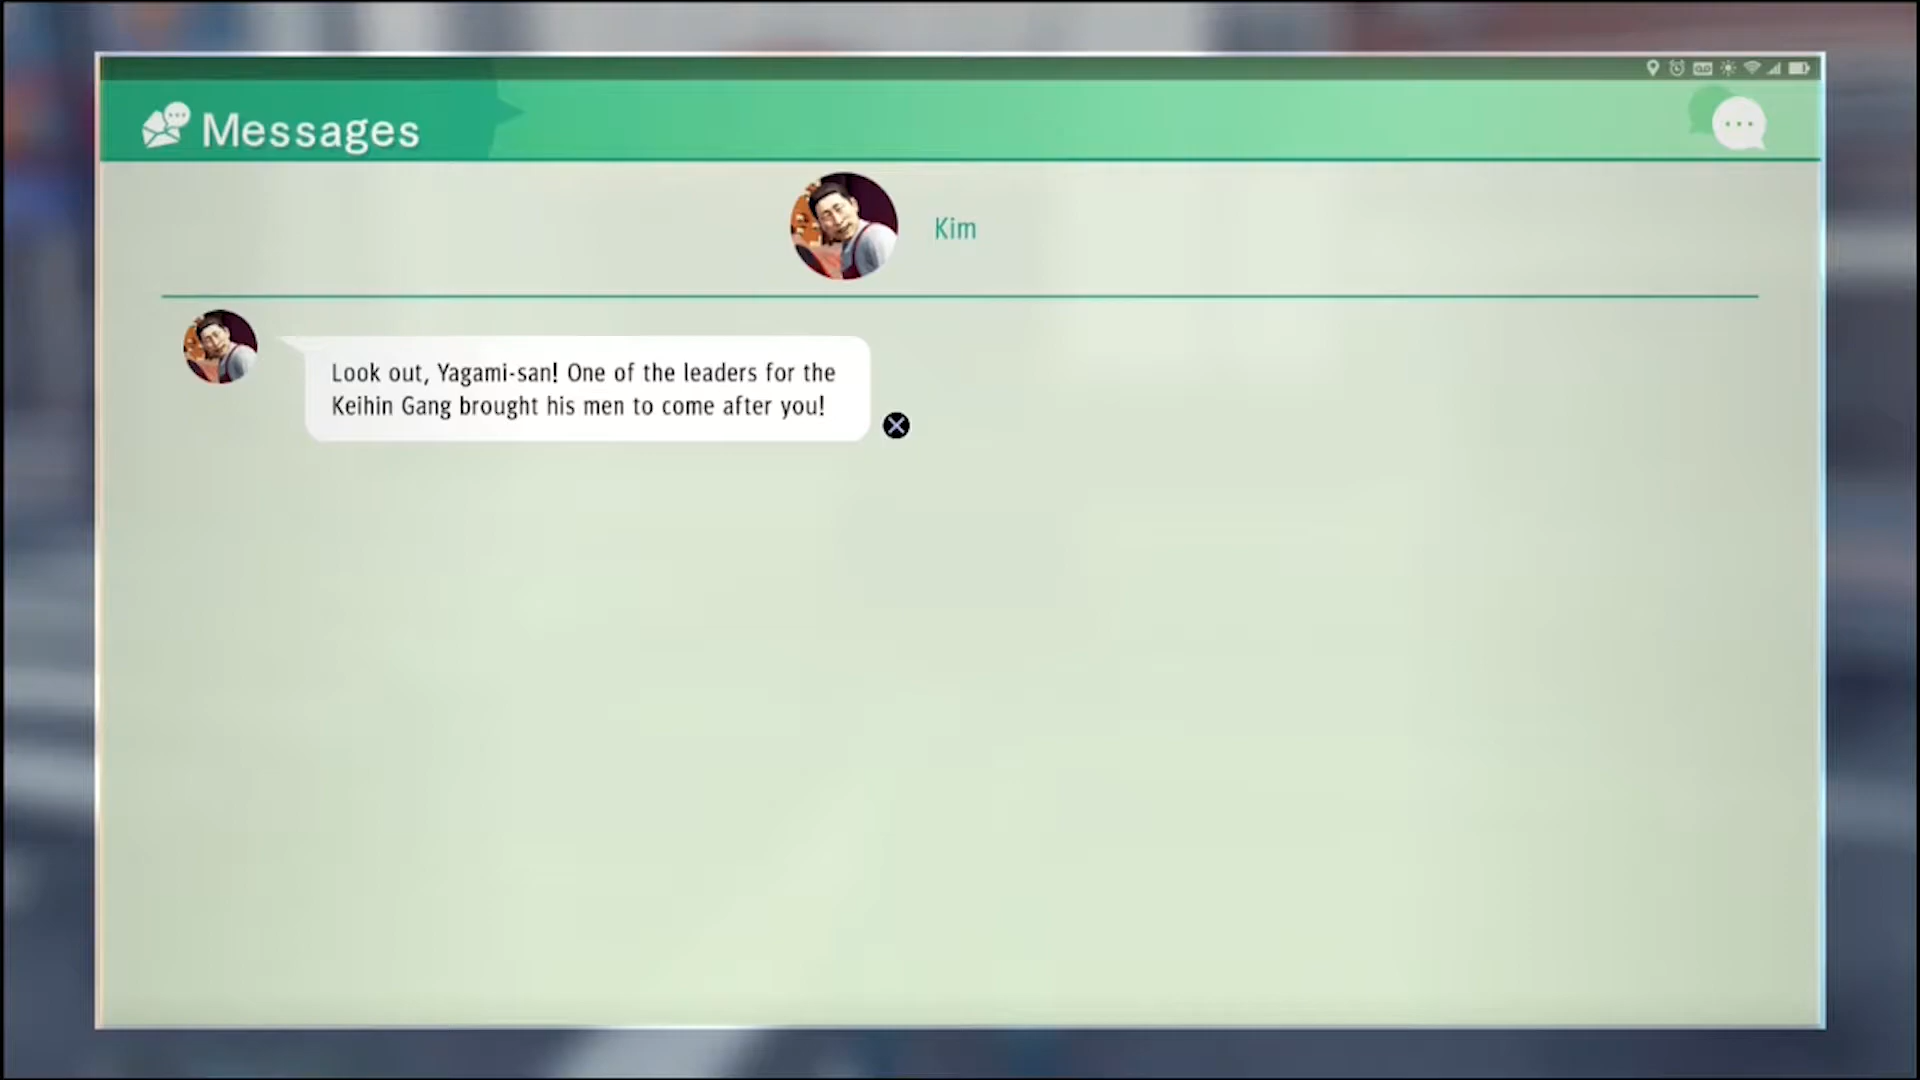 Messages
Kim
Look out, Yagami-san! One of the leaders for the
Keihin Gang brought his men to come after you!